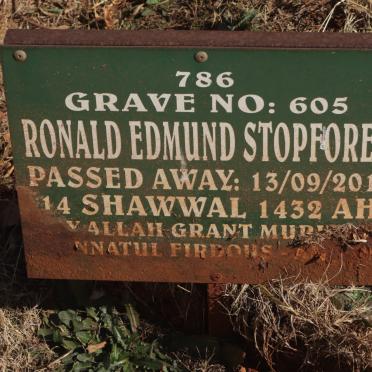 786
GRAVE NO: 605
RONALD EDMUND STOPFORE
PASSED AWAY: 13/09/201
14 SHAWWAL 1432 AH
Y ALLAH GRANT
NNATUL FIRDOUS